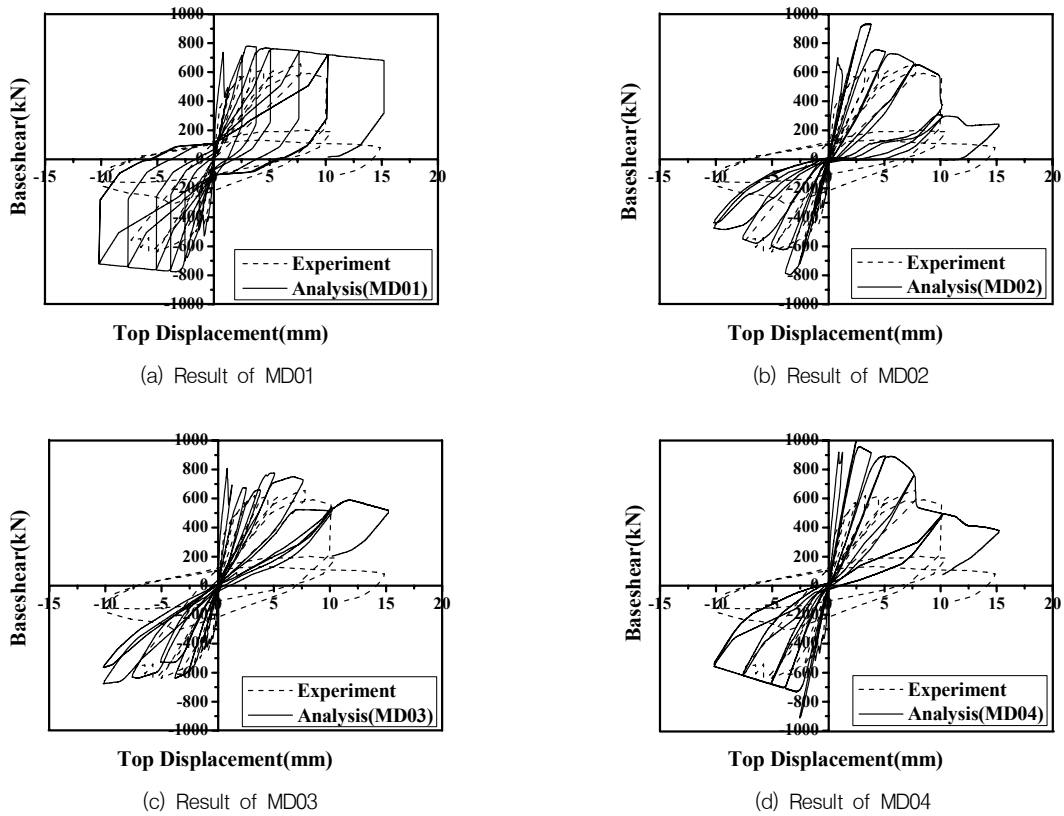 1000
800
600
400
200
0
-200
-400
-600
-800
-1000
-15 -10 -5 0 5 10 15 20
Baseshear(kN)
Top Displacement(mm)
Experiment
Analysis(MD01)
(a) Result of MD01
1000
800
600
400
200
0
-200
-400
-600
-800
-1000
-15 -10 -5 0 5 10 15 20
Baseshear(kN)
Top Displacement(mm)
Experiment
Analysis(MD02)
(b) Result of MD02
1000
800
600
400
200
0
-200
-400
-600
-800
-1000
-15 -10 -5 0 5 10 15 20
Baseshear(kN)
Top Displacement(mm)
Experiment
Analysis(MD03)
(c) Result of MD03
1000
800
600
400
200
0
-200
-400
-600
-800
-1000
-15 -10 -5 0 5 10 15 20
Baseshear(kN)
Top Displacement(mm)
Experiment
Analysis(MD04)
(d) Result of MD04